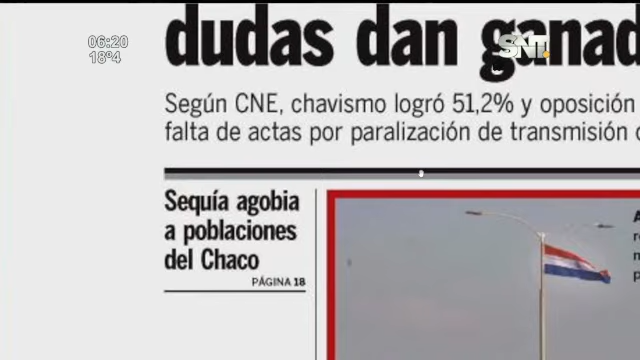 06:20
18°4
SNT.
dudas dan ganad
Según CNE, chavismo logró 51,2% y oposición
falta de actas por paralización de transmisión
Sequía agobia
a poblaciones
del Chaco
PÁGINA 18